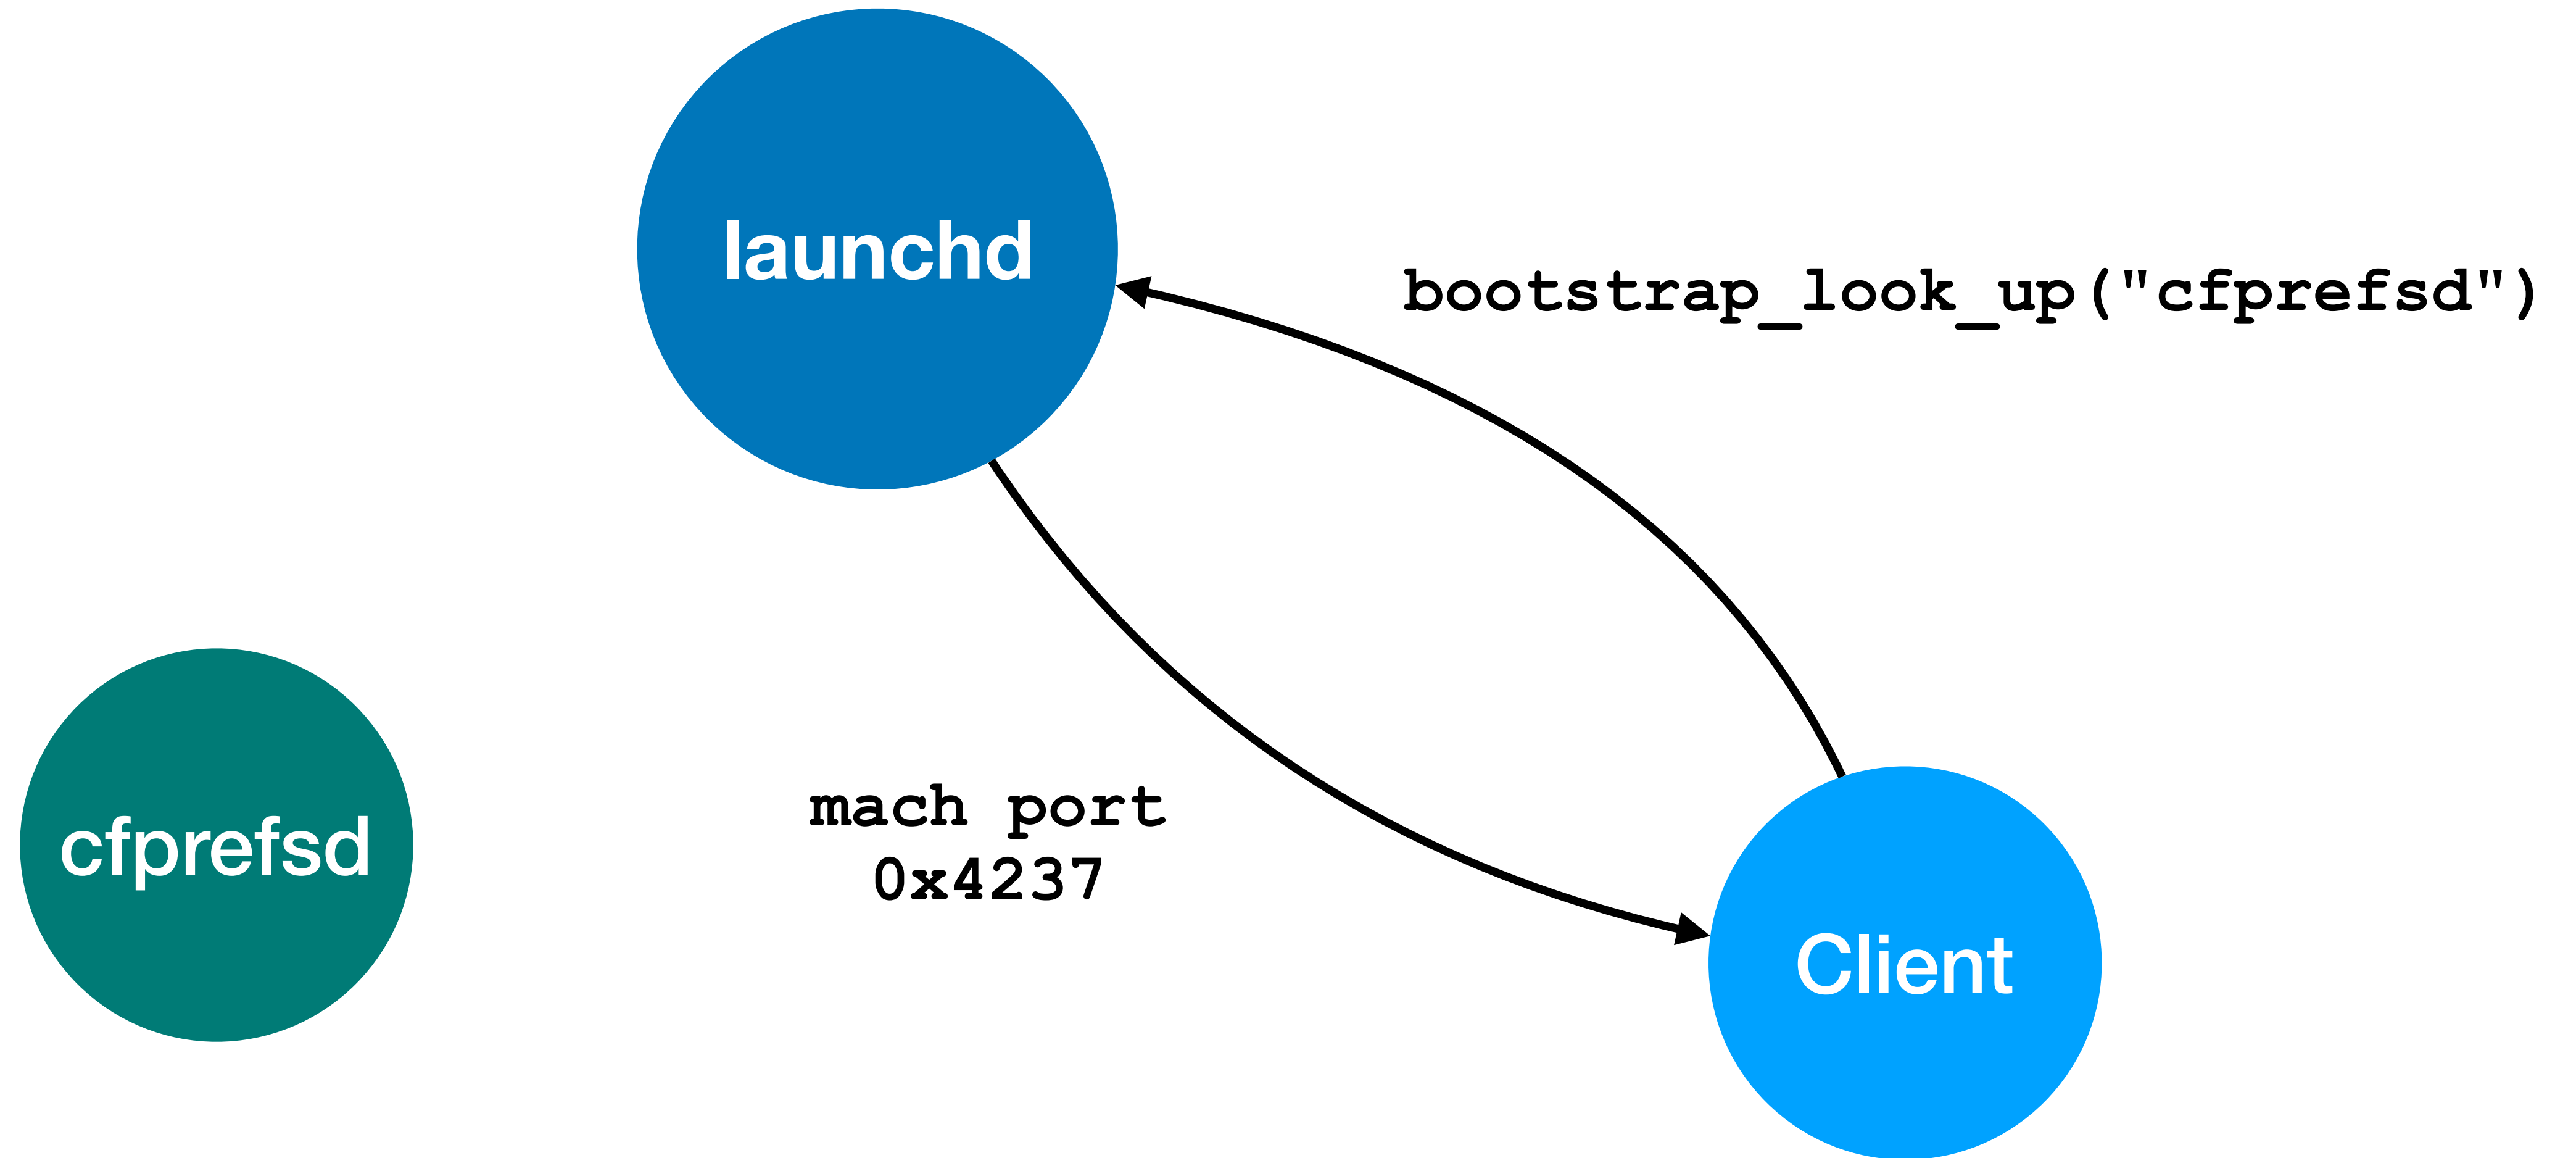 launchd
bootstrap_look_up("cfprefsd")
mach port
0x4237
cfprefsd
Client